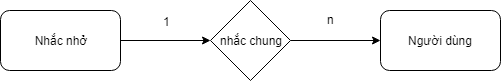 Nhắc nhở
1
nhắc chung
n
Người dùng